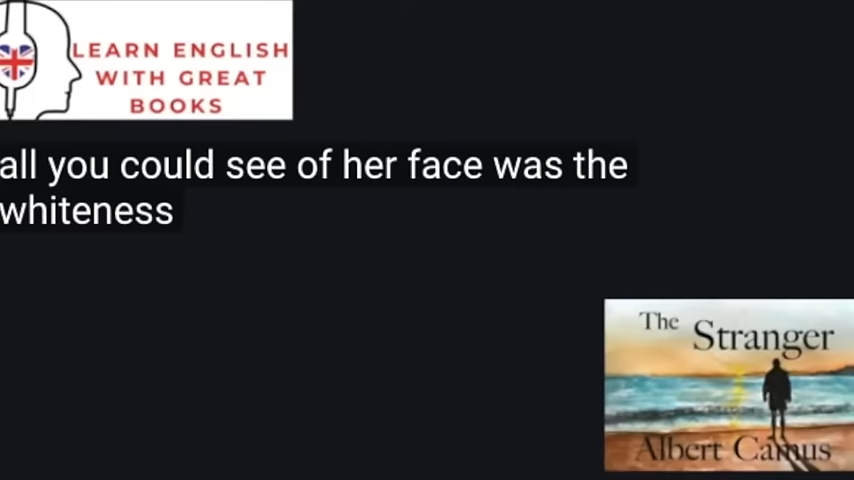 LEARN ENGLISH
WITH GREAT
BOOKS
all you could see of her face was the
whiteness
The Stranger
Albert Camus